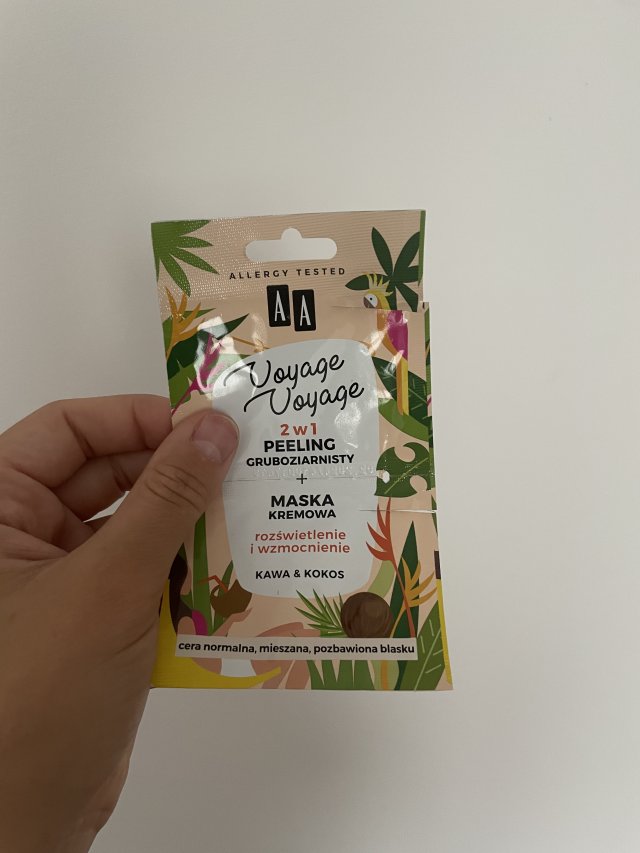 ALLERGY TESTED
AA
Voyage
Voyage
2 w 1
PEELING
GRUBOZIARNISTY
+
MASKA
KREMOWA
rozświetlenie
i wzmocnienie
KAWA & KOKOS
cera normalna, mieszana, pozbawiona blasku